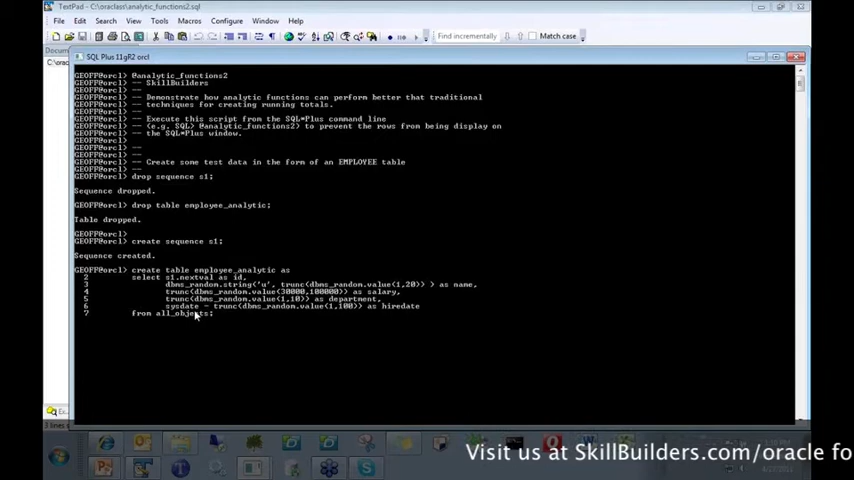 TextPad - C:\oraclass\analytic_functions2.sql
File Edit Search View Tools Macros Configure Window Help
Find incrementally
Match case
Docum
C:\orac
SQL Plus 11gR2 orcl
GEOFF@orcl> @analytic_functions2
GEOFF@orcl> -- SkillBuilders
GEOFF@orcl> --
GEOFF@orcl> -- Demonstrate how analytic functions can perform better that traditional
GEOFF@orcl> -- techniques for creating running totals.
GEOFF@orcl> --
GEOFF@orcl> -- Execute this script from the SQL*Plus command line
GEOFF@orcl> -- (e.g. SQL> @analytic_functions2) to prevent the rows from being display on
GEOFF@orcl> -- the SQL*Plus window.
GEOFF@orcl> --
GEOFF@orcl> --
GEOFF@orcl> --
GEOFF@orcl> -- Create some test data in the form of an EMPLOYEE table
GEOFF@orcl> --
GEOFF@orcl> drop sequence s1;
Sequence dropped.
GEOFF@orcl> drop table employee_analytic;
Table dropped.
GEOFF@orcl>
GEOFF@orcl> create sequence s1;
Sequence created.
GEOFF@orcl> create table employee_analytic as
2 select s1.nextval as id,
3 dbms_random.string('u', trunc(dbms_random.value(1,20)) ) as name,
4 trunc(dbms_random.value(30000,100000)) as salary,
5 trunc(dbms_random.value(1,10)) as department,
6 sysdate - trunc(dbms_random.value(1,100)) as hiredate
7 from all_objects;
Ex...
3 lines
Visit us at SkillBuilders.com/oracle fo